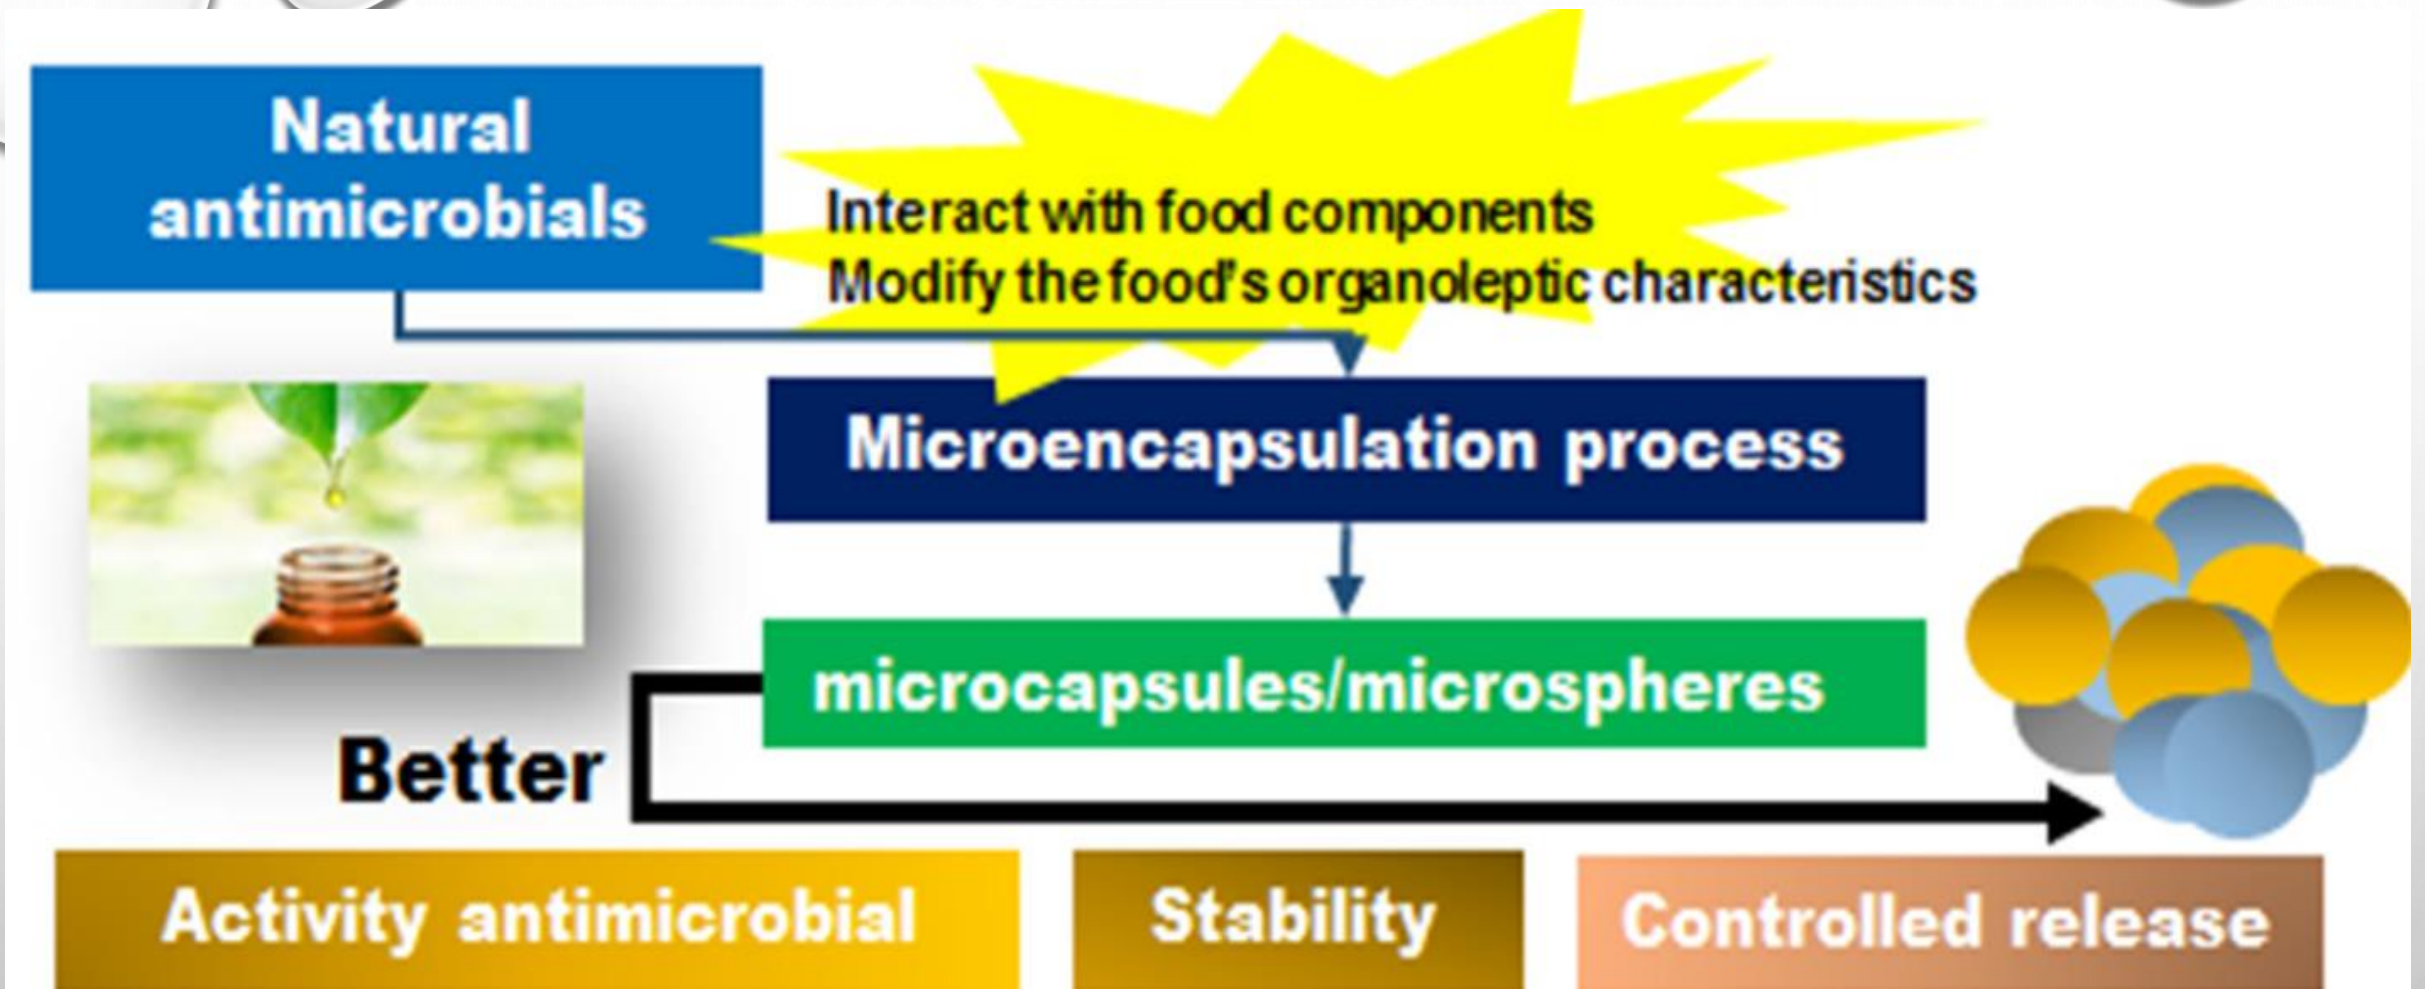 Natural
antimicrobials
Interact with food components
Modify the food's organoleptic characteristics
Microencapsulation process
microcapsules/microspheres
Better
Activity antimicrobial
Stability
Controlled release